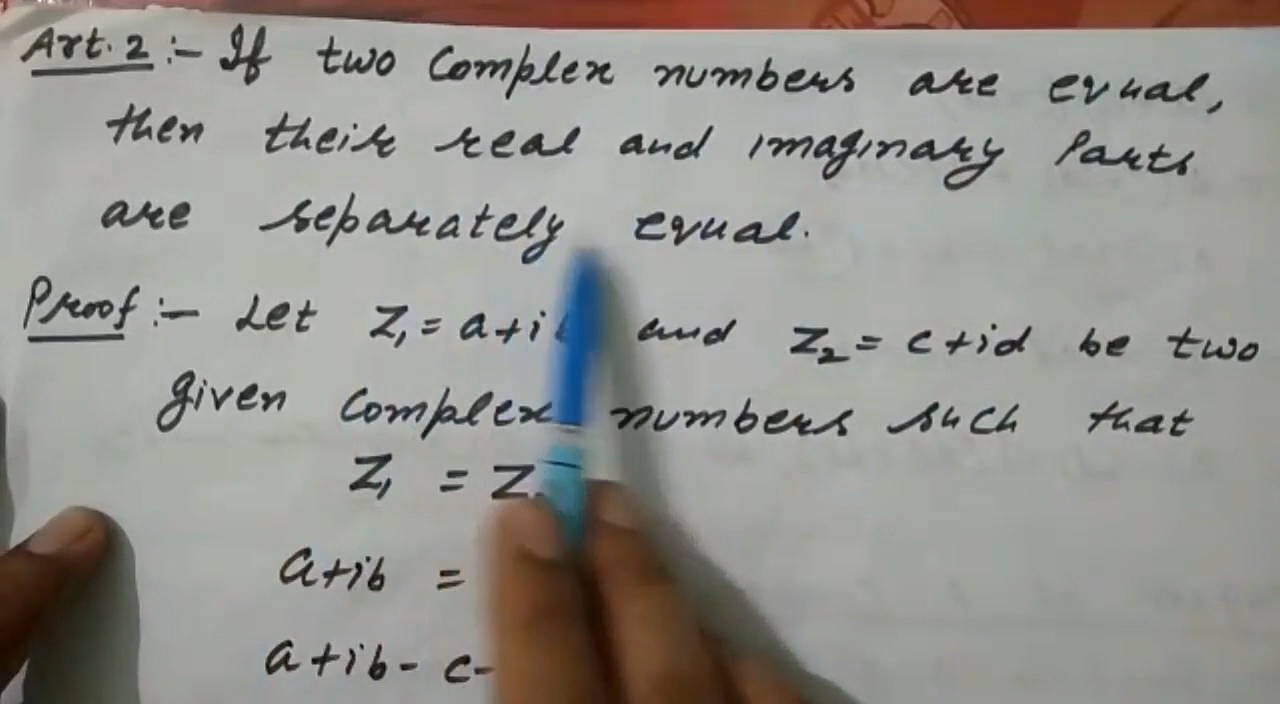 Art. 2 :- If two Complex numbers are equal,
then their real and imaginary Parts
are separately equal.
Proof :- Let Z₁ = a+i and Z₂ = c+id be two
given Complex numbers such that
Z₁ = Z
a+ib =
a+ib- c-